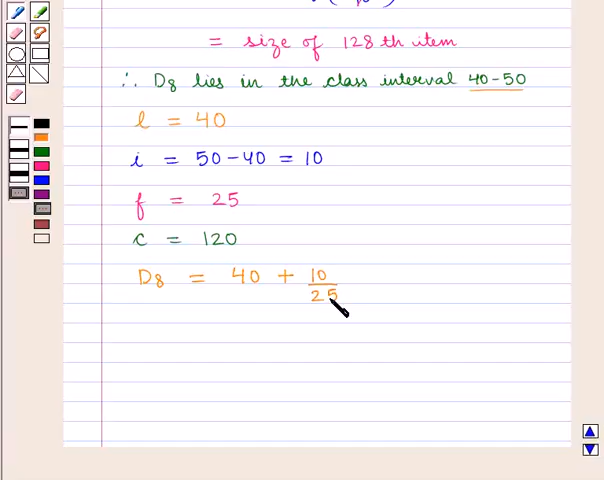 = size of 128 th item
∴ D8 lies in the class interval 40-50
l = 40
i = 50-40 = 10
f = 25
c = 120
D8 = 40 + 10/25